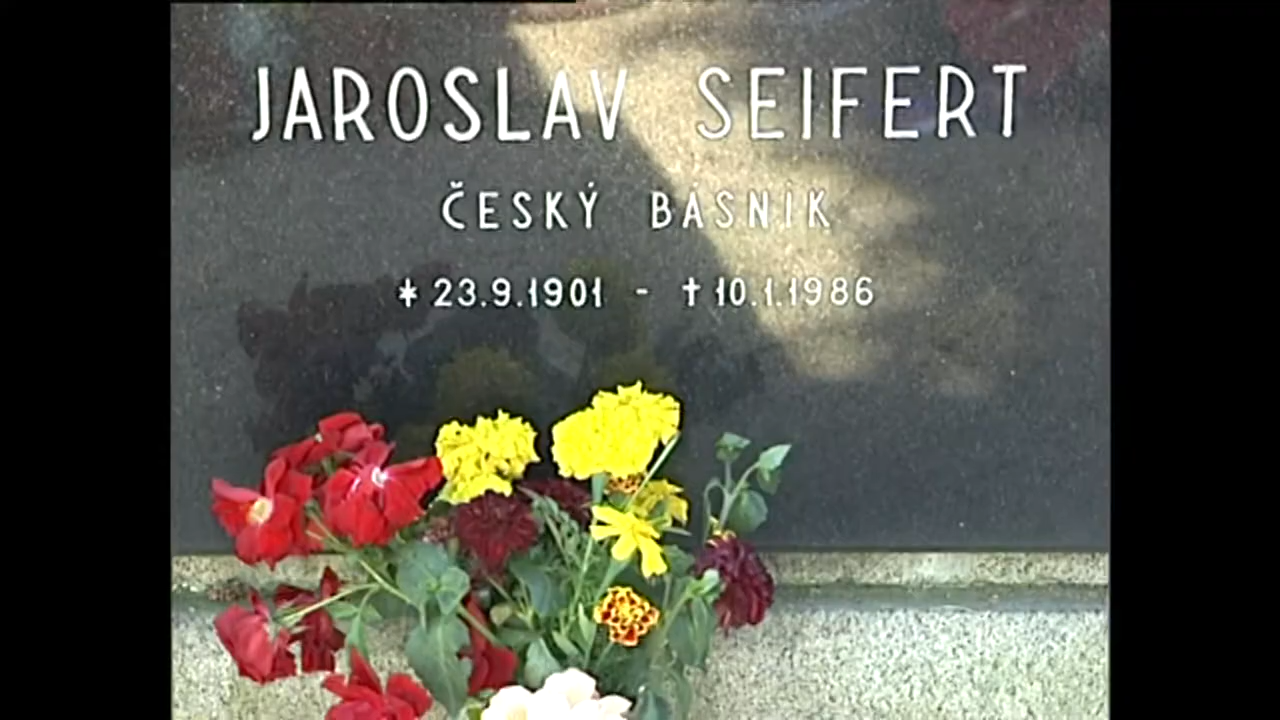 JAROSLAV SEIFERT
ČESKÝ BÁSNÍK
* 23.9.1901 - † 10.1.1986